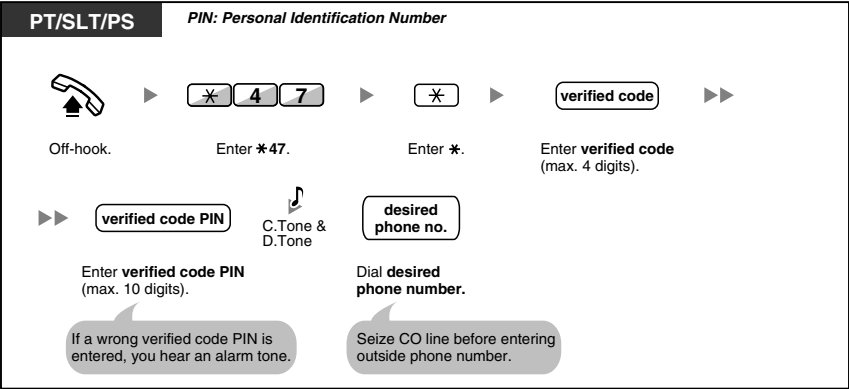 PT/SLT/PS
PIN: Personal Identification Number
* 4 7
*
verified code
Off-hook.
Enter *47.
Enter *.
Enter verified code
(max. 4 digits).
verified code PIN
C.Tone &
D.Tone
desired
phone no.
Enter verified code PIN
(max. 10 digits).
Dial desired
phone number.
If a wrong verified code PIN is
entered, you hear an alarm tone.
Seize CO line before entering
outside phone number.